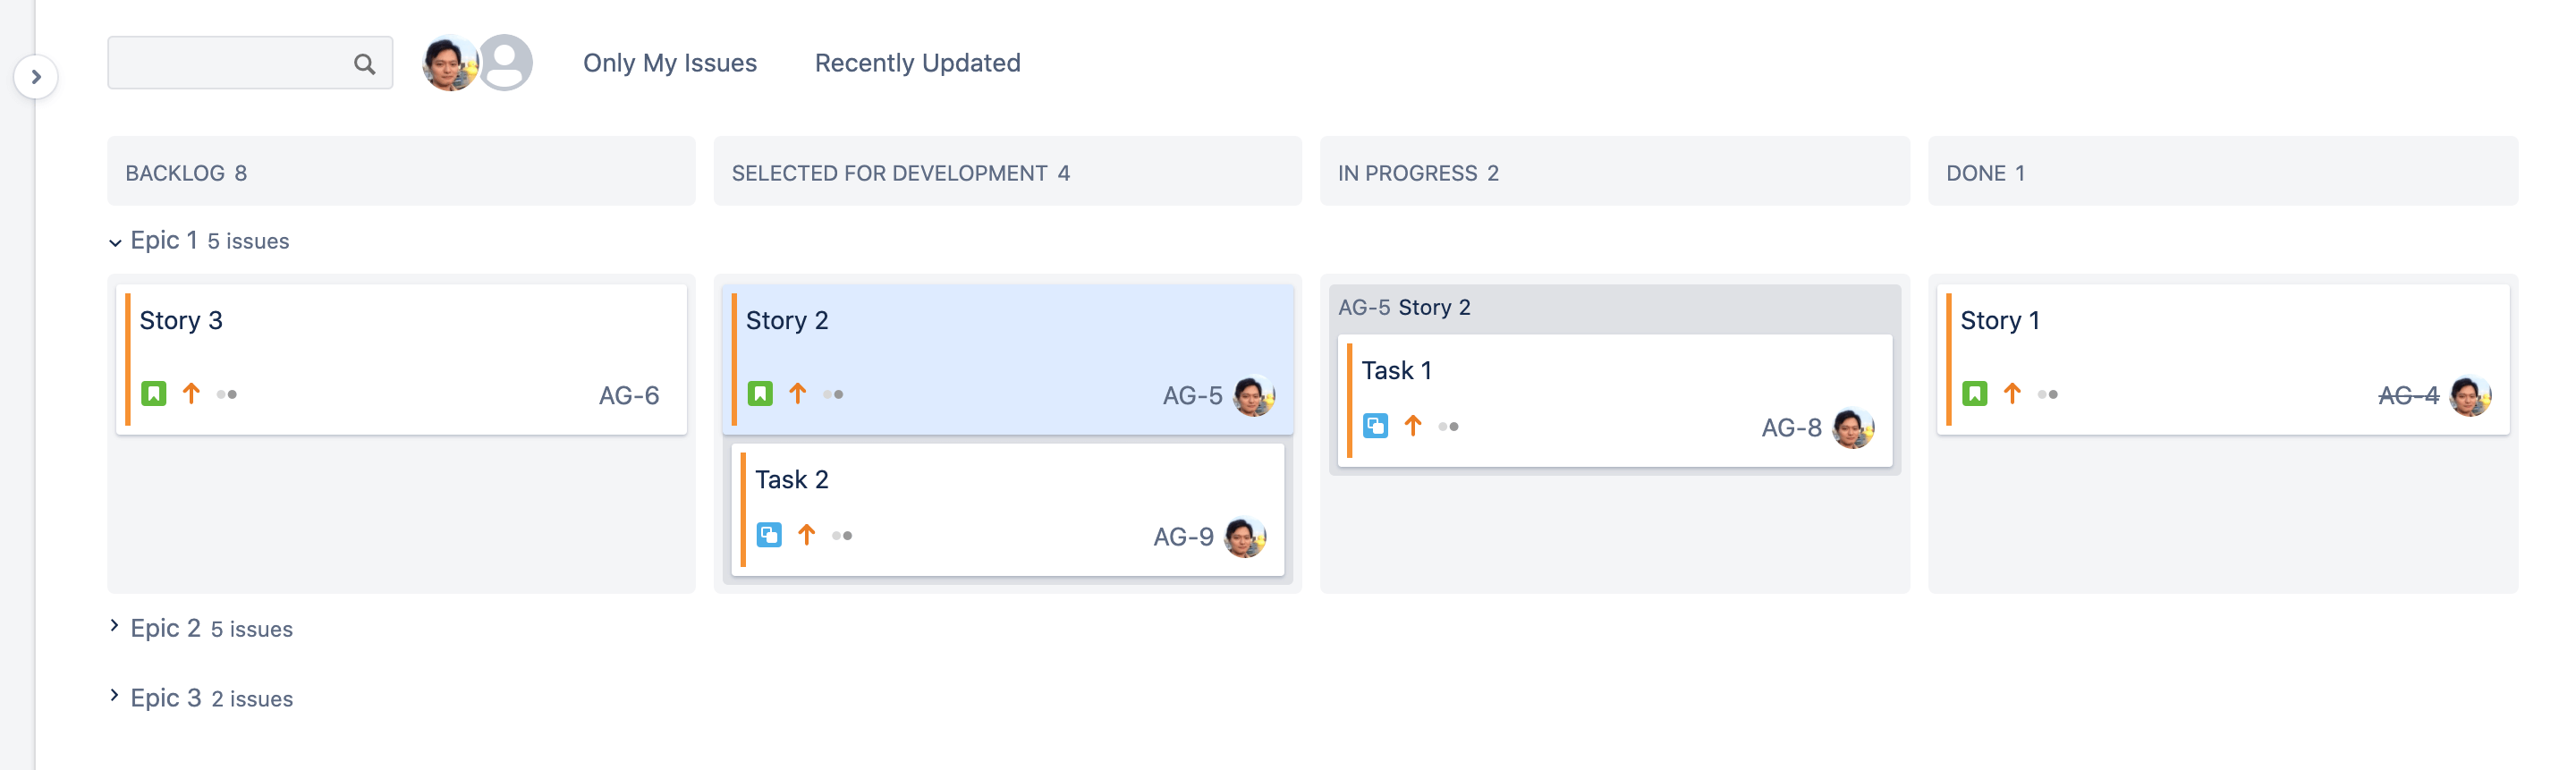 Only My Issues Recently Updated
BACKLOG 8
SELECTED FOR DEVELOPMENT 4
IN PROGRESS 2
DONE 1
Epic 1 5 issues
Story 3
AG-6
Story 2
AG-5
Task 2
AG-9
AG-5 Story 2
Task 1
AG-8
Story 1
AG-4
Epic 2 5 issues
Epic 3 2 issues